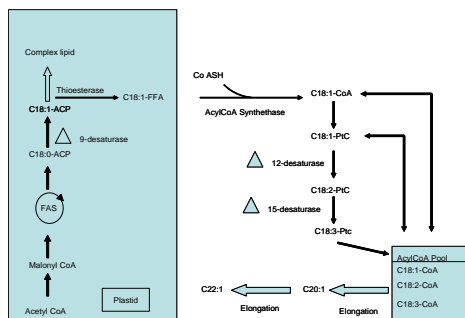 Complex lipid
Thioesterase
C18:1-ACP
C18:1-FFA
9-desaturase
C18:0-ACP
FAS
Malonyl CoA
Acetyl CoA
Plastid
Co ASH
AcylCoA Synthethase
C18:1-CoA
C18:1-PtC
12-desaturase
C18:2-PtC
15-desaturase
C18:3-Ptc
AcylCoA Pool
C18:1-CoA
C18:2-CoA
C18:3-CoA
C22:1
Elongation
C20:1
Elongation